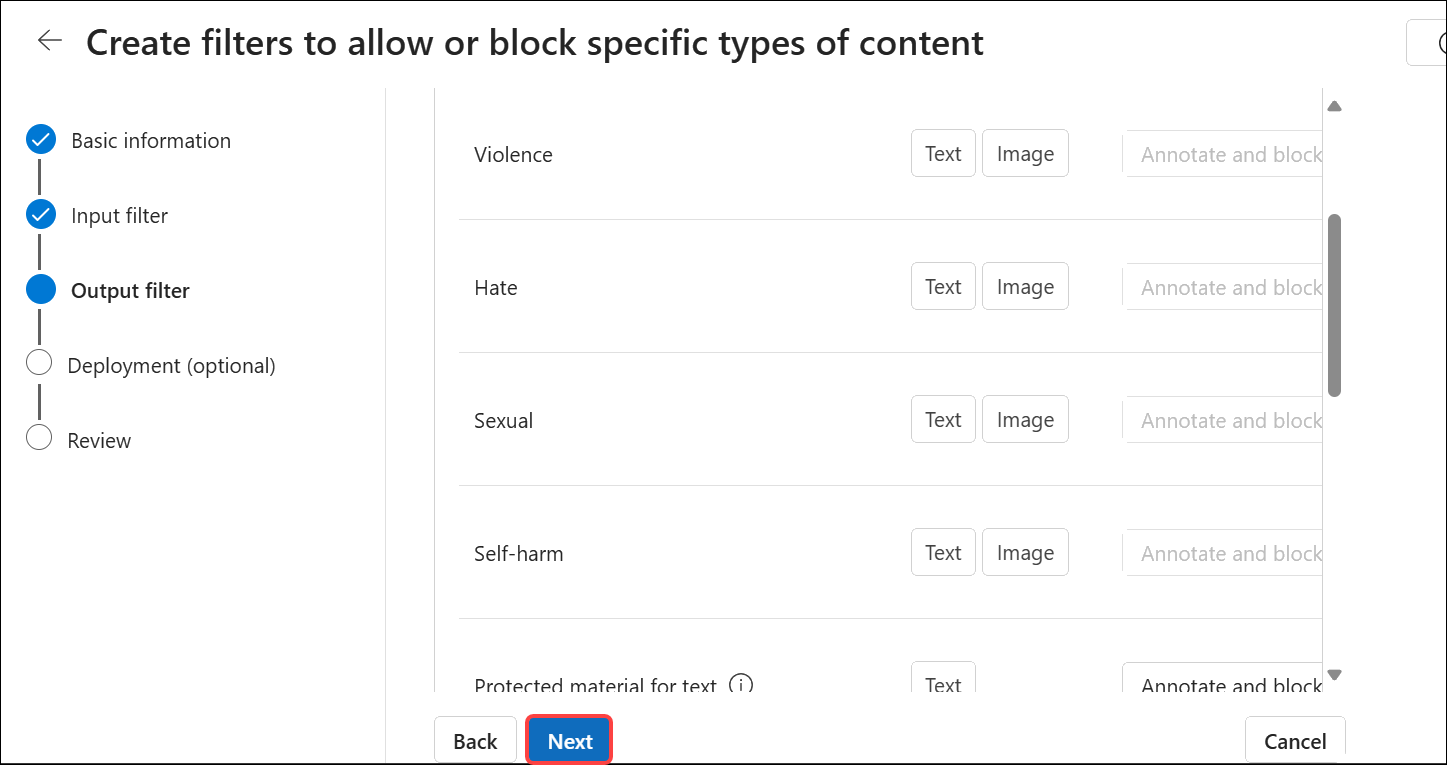 Create filters to allow or block specific types of content
Basic information
Input filter
Output filter
Deployment (optional)
Review
Violence Text Image Annotate and block
Hate Text Image Annotate and block
Sexual Text Image Annotate and block
Self-harm Text Image Annotate and block
Protected material for text Text Annotate and block
Back Next Cancel